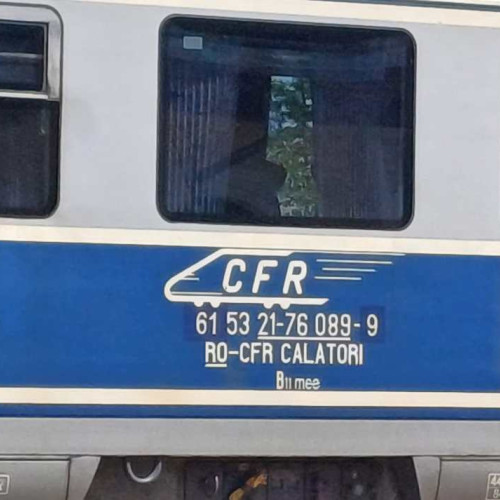 CFR
61 53 21-76 089-9
RO-CFR CALATORI
B11mee